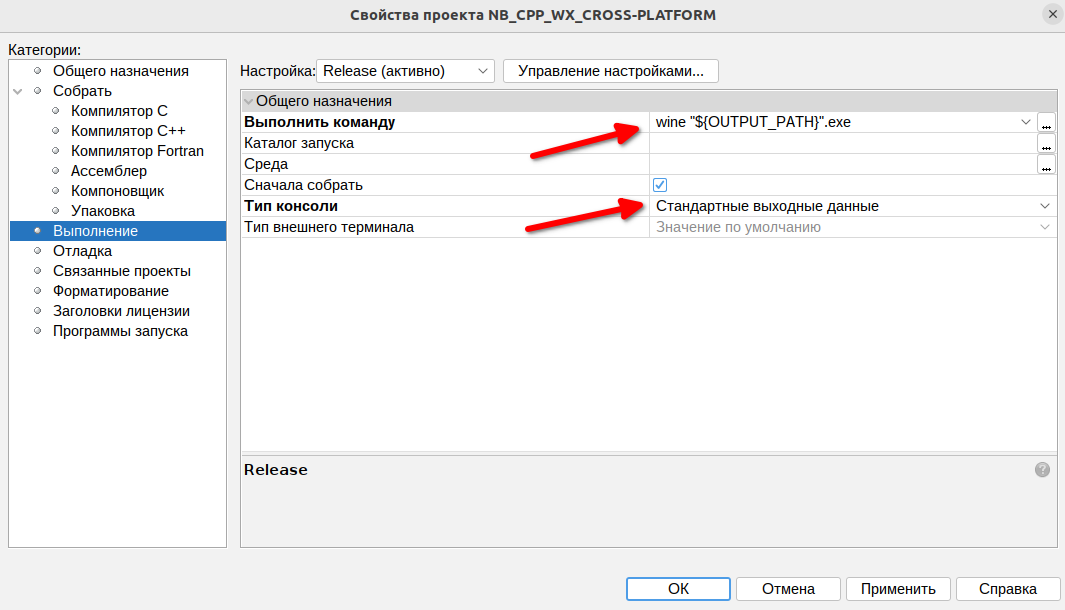 Свойства проекта NB_CPP_WX_CROSS-PLATFORM
Категории:
Общего назначения
Собрать
Компилятор C
Компилятор C++
Компилятор Fortran
Ассемблер
Компоновщик
Упаковка
Выполнение
Отладка
Связанные проекты
Форматирование
Заголовки лицензии
Программы запуска
Настройка: Release (активно) Управление настройками...
Общего назначения
Выполнить команду wine "${OUTPUT_PATH}".exe ...
Каталог запуска ...
Среда ...
Сначала собрать
Тип консоли Стандартные выходные данные
Тип внешнего терминала Значение по умолчанию
Release ?
ОК Отмена Применить Справка